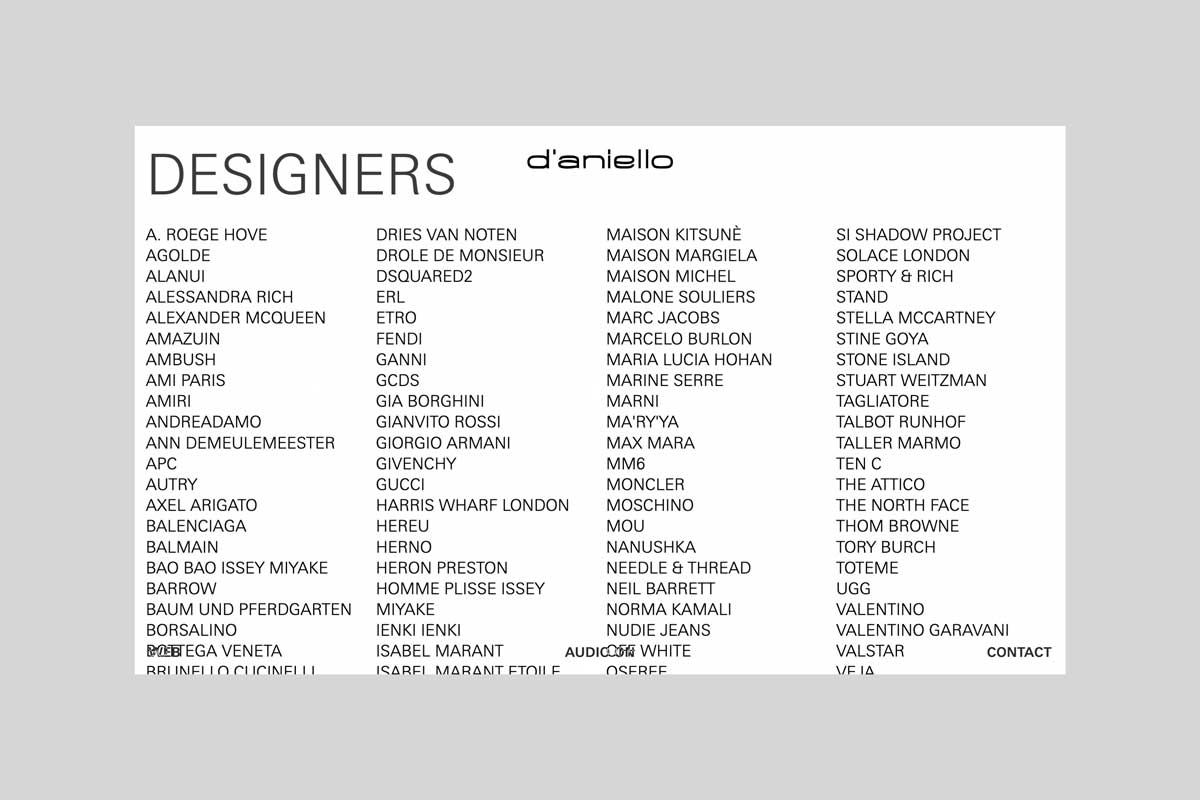 DESIGNERS
d'aniello
A. ROEGE HOVE
AGOLDE
ALANUI
ALESSANDRA RICH
ALEXANDER MCQUEEN
AMAZUIN
AMBUSH
AMI PARIS
AMIRI
ANDREADAMO
ANN DEMEULEMEESTER
APC
AUTRY
AXEL ARIGATO
BALENCIAGA
BALMAIN
BAO BAO ISSEY MIYAKE
BARROW
BAUM UND PFERDGARTEN
BORSALINO
BOTTEGA VENETA
BRUNELLO CUCINELLI
DRIES VAN NOTEN
DROLE DE MONSIEUR
DSQUARED2
ERL
ETRO
FENDI
GANNI
GCDS
GIA BORGHINI
GIANVITO ROSSI
GIORGIO ARMANI
GIVENCHY
GUCCI
HARRIS WHARF LONDON
HEREU
HERNO
HERON PRESTON
HOMME PLISSE ISSEY
MIYAKE
IENKI IENKI
ISABEL MARANT
ISABEL MARANT ETOILE
MAISON KITSUNÈ
MAISON MARGIELA
MAISON MICHEL
MALONE SOULIERS
MARC JACOBS
MARCELO BURLON
MARIA LUCIA HOHAN
MARINE SERRE
MARNI
MA'RY'YA
MAX MARA
MM6
MONCLER
MOSCHINO
MOU
NANUSHKA
NEEDLE & THREAD
NEIL BARRETT
NORMA KAMALI
NUDIE JEANS
OFF WHITE
OSEREE
SI SHADOW PROJECT
SOLACE LONDON
SPORTY & RICH
STAND
STELLA MCCARTNEY
STINE GOYA
STONE ISLAND
STUART WEITZMAN
TAGLIATORE
TALBOT RUNHOF
TALLER MARMO
TEN C
THE ATTICO
THE NORTH FACE
THOM BROWNE
TORY BURCH
TOTEME
UGG
VALENTINO
VALENTINO GARAVANI
VALSTAR
VEJA
WEB
AUDIO ON
CONTACT